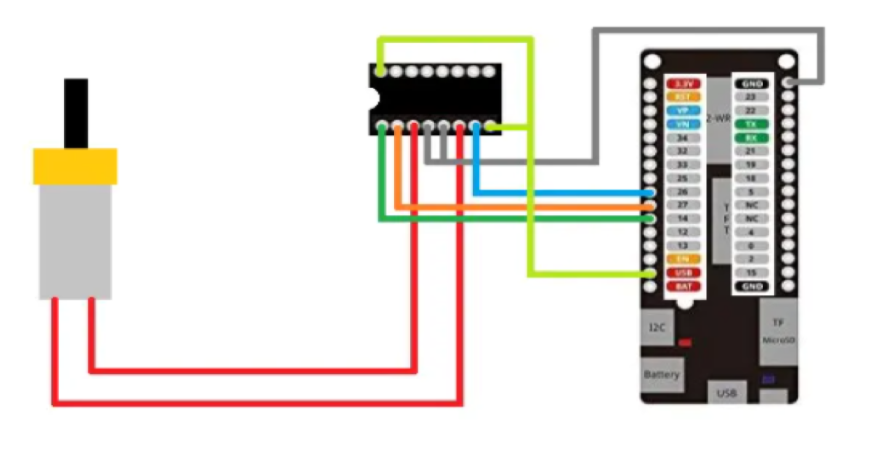 3.3V
RST
VP
VN
34
32
33
25
26
27
14
12
13
EN
USB
BAT
2-WR
TFT
GND
23
22
TX
RX
21
19
18
5
NC
NC
4
0
2
15
GND
I2C
TF
MicroSD
Battery
USB